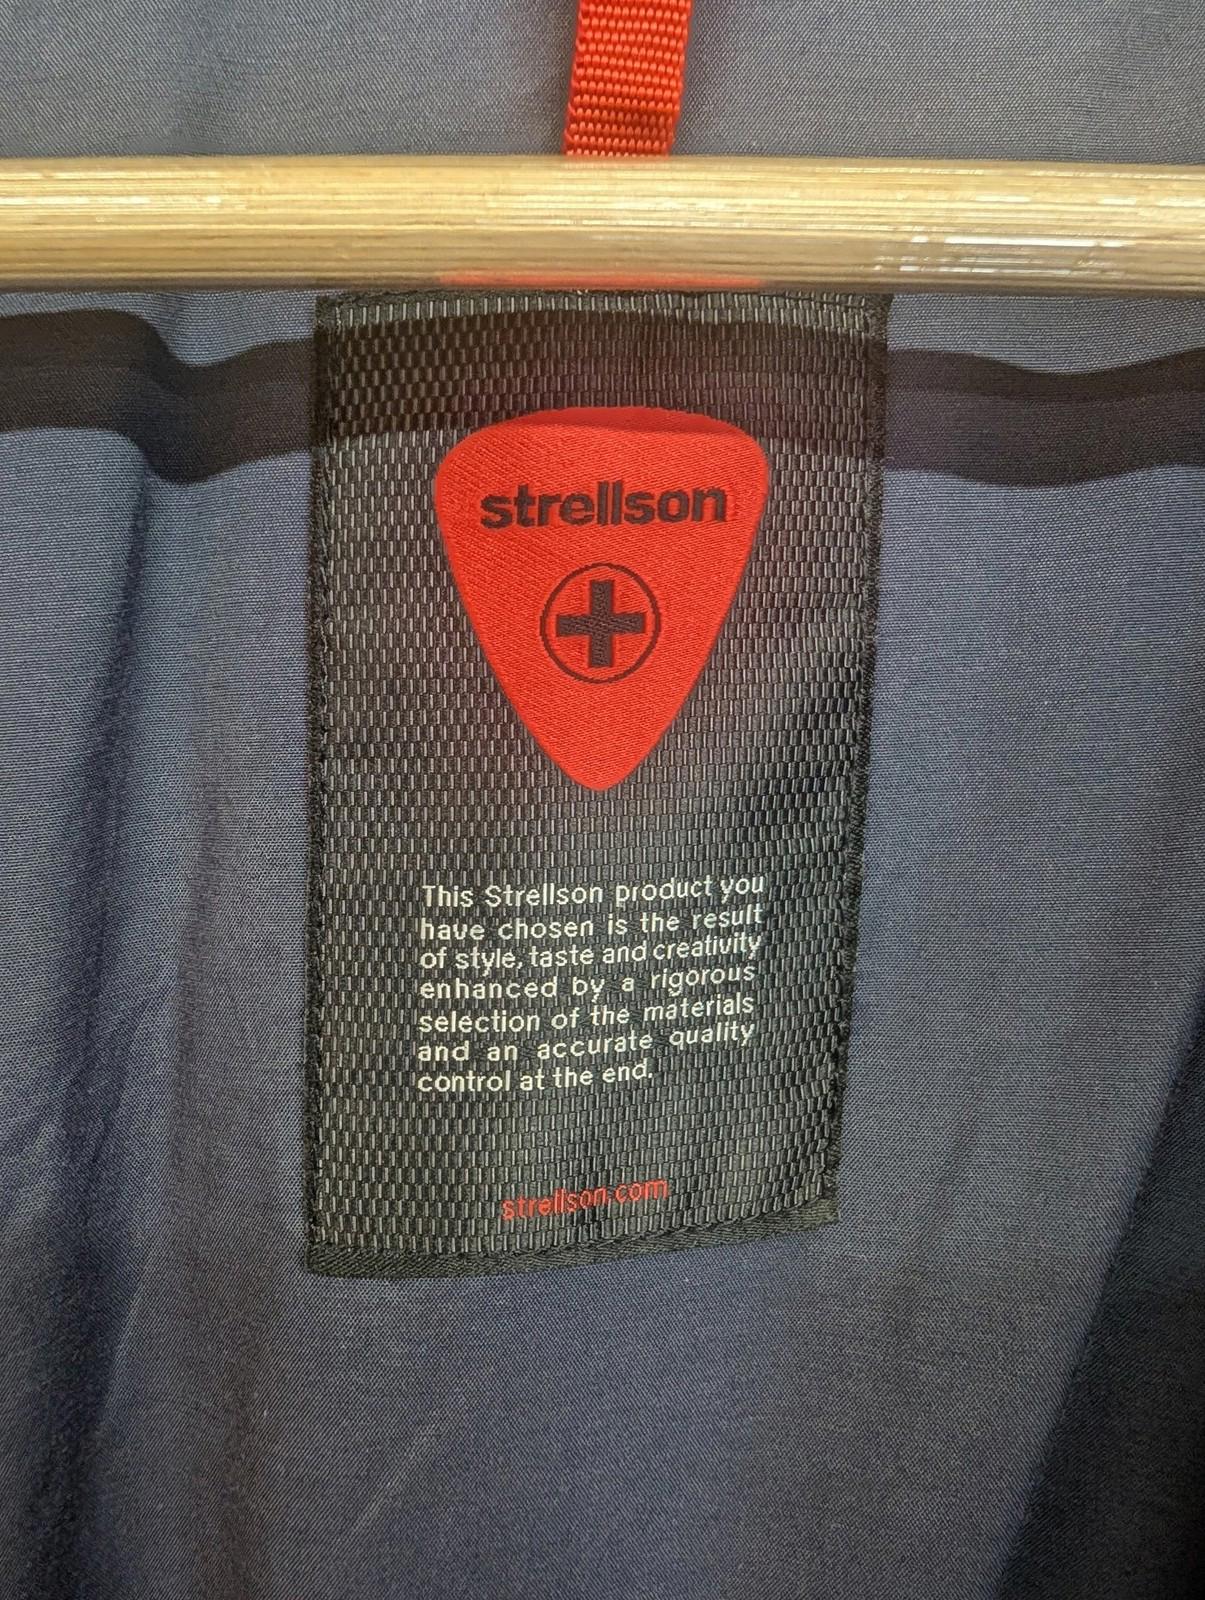 strellson
This Strellson product you
have chosen is the result
of style, taste and creativity
enhanced by a rigorous
selection of the materials
and an accurate quality
control at the end.
strellson.com